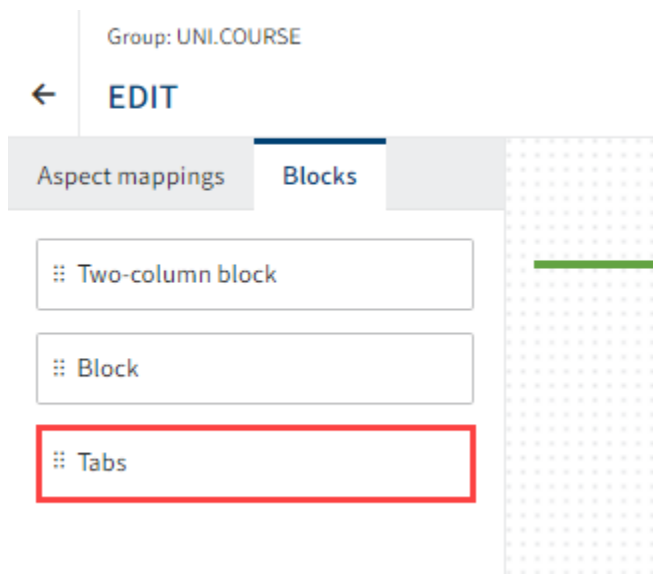 Group: UNI.COURSE
EDIT
Aspect mappings Blocks
Two-column block
Block
Tabs